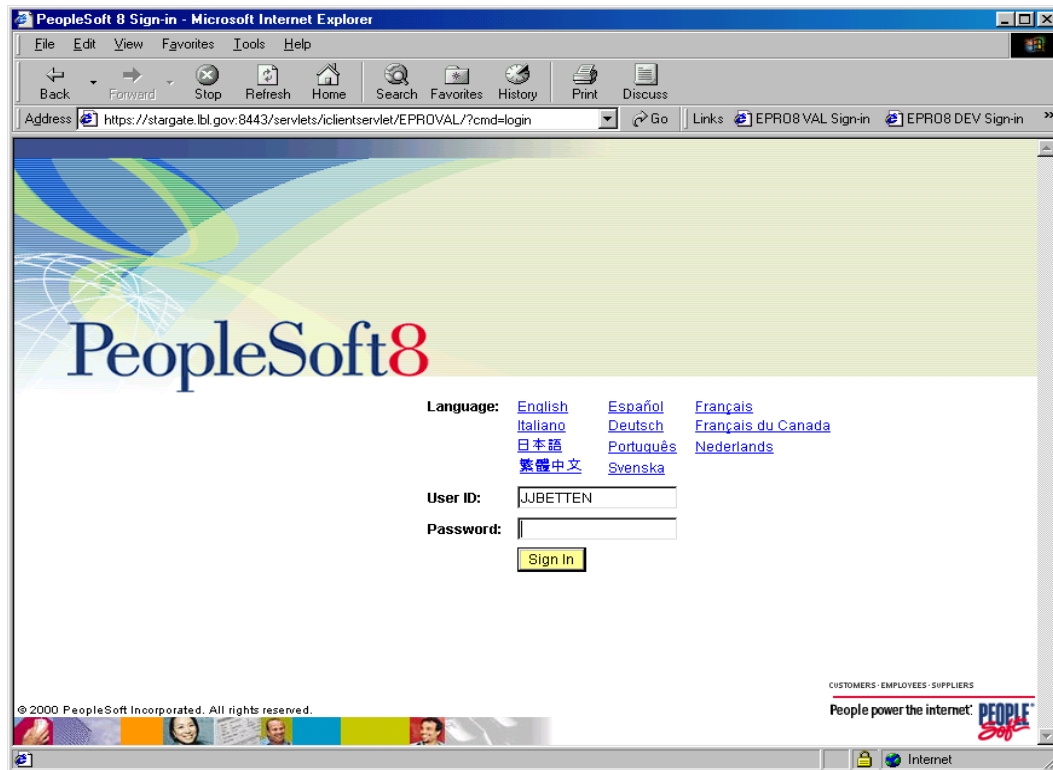 PeopleSoft 8 Sign-in - Microsoft Internet Explorer
File Edit View Favorites Tools Help
Back Forward Stop Refresh Home Search Favorites History Print Discuss
Address https://stargate.lbl.gov:8443/servlets/iclientservlet/EPROVAL/?cmd=login Go Links EPRO8 VAL Sign-in EPRO8 DEV Sign-in »
PeopleSoft8
Language: English Español Français
Italiano Deutsch Français du Canada
日本語 Português Nederlands
繁體中文 Svenska
User ID: JJBETTEN
Password:
Sign In
CUSTOMERS·EMPLOYEES·SUPPLIERS
© 2000 PeopleSoft Incorporated. All rights reserved.
People power the internet.™
PEOPLE
Soft
Internet